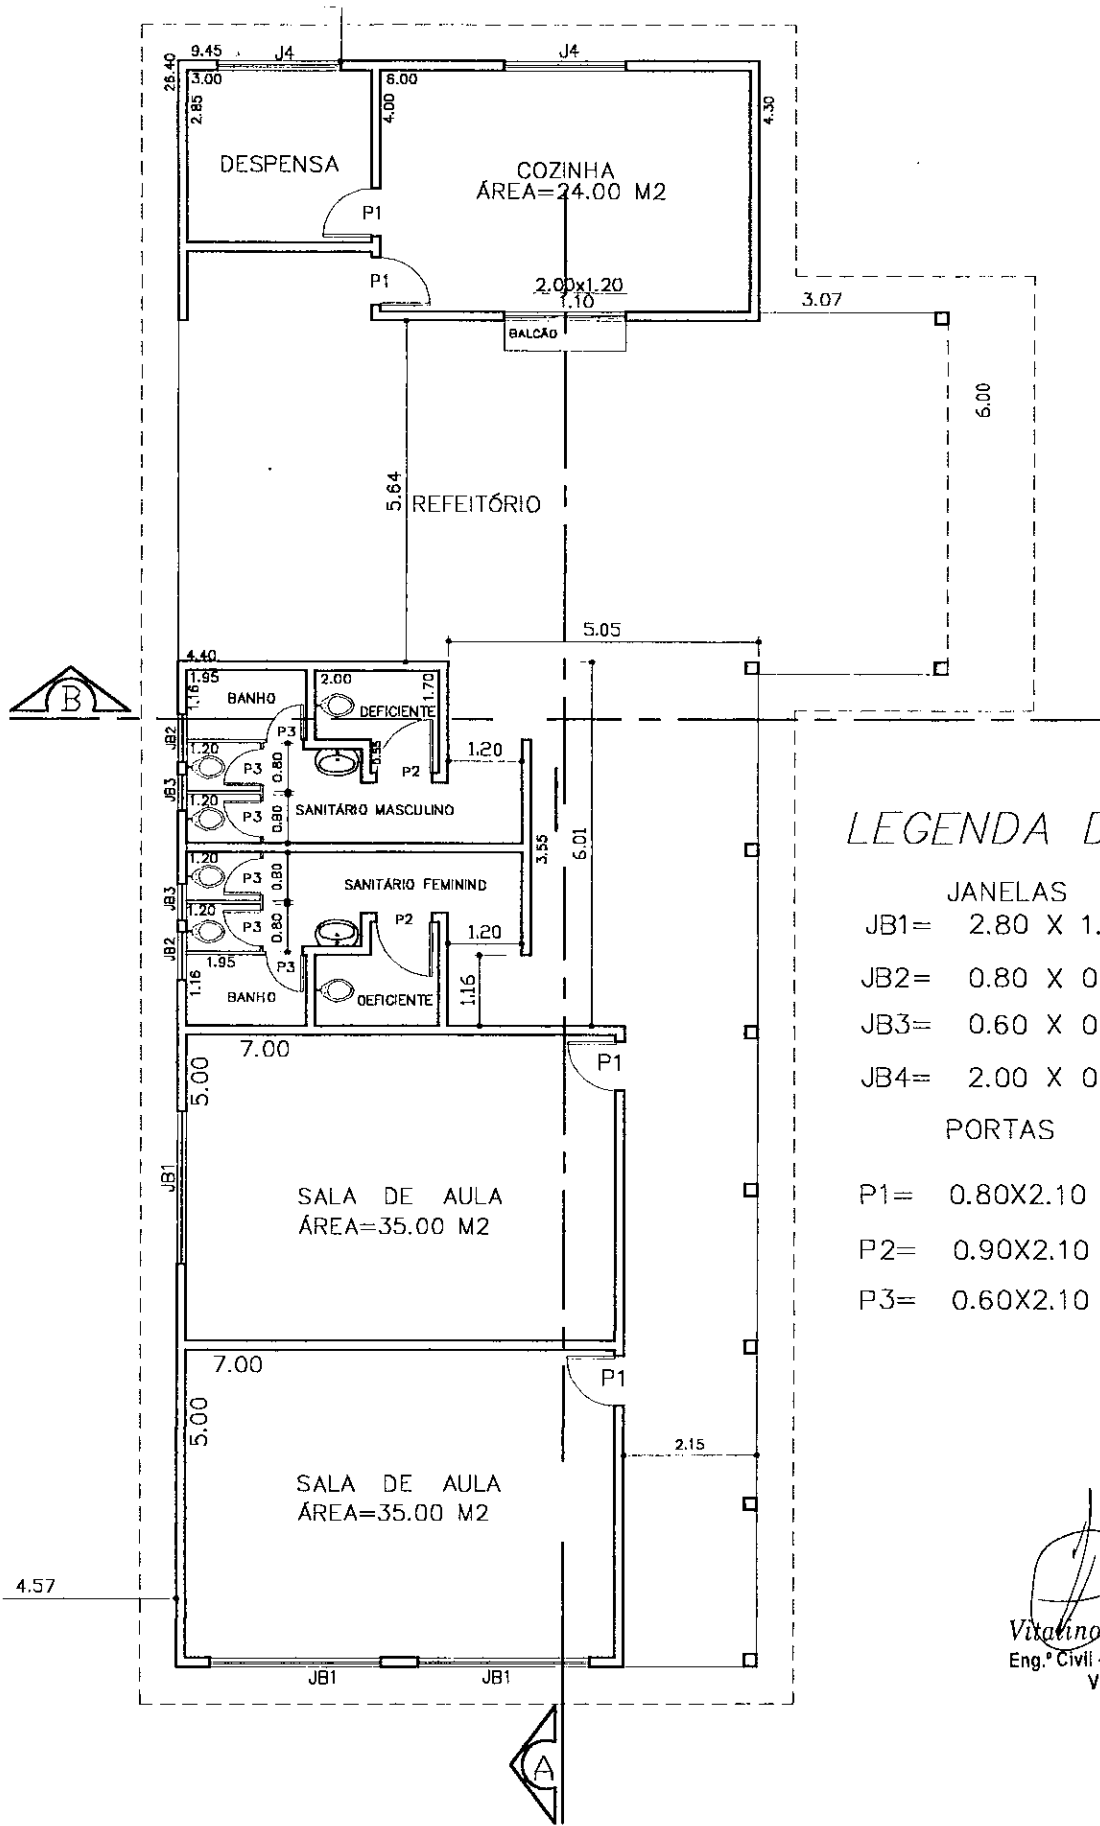 26.40
9.45
J4
J4
3.00
2.85
6.00
4.00
4.30
DESPENSA
COZINHA
ÁREA=24.00 M2
P1
P1
2.00x1.20
1.10
BALCÃO
3.07
6.00
5.64
REFEITÓRIO
5.05
4.40
1.95
1.16
BANHO
2.00
1.70
DEFICIENTE
B
JB2
P3
0.55
P2
1.20
1.20
P3
0.80
JB3
1.20
P3
0.80
SANITÁRIO MASCULINO
3.55
6.01
1.20
P3
0.80
SANITÁRIO FEMININO
JB3
1.20
P3
0.80
P2
1.20
JB2
1.95
P3
1.16
BANHO
DEFICIENTE
1.16
7.00
5.00
P1
JB1
SALA DE AULA
ÁREA=35.00 M2
7.00
5.00
P1
2.15
SALA DE AULA
ÁREA=35.00 M2
4.57
JB1
JB1
A
LEGENDA D
JANELAS
JB1= 2.80 X 1.
JB2= 0.80 X 0
JB3= 0.60 X 0
JB4= 2.00 X 0
PORTAS
P1= 0.80X2.10
P2= 0.90X2.10
P3= 0.60X2.10
Vitalino
Eng.º Civil -
V